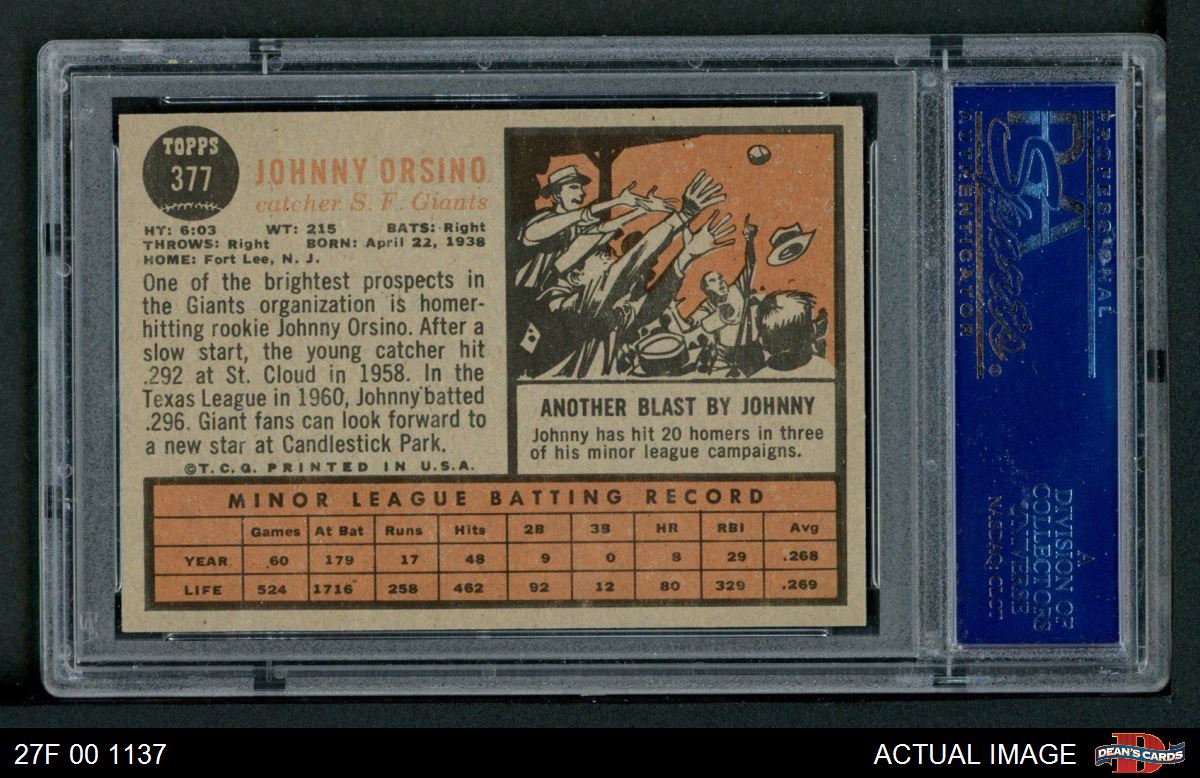 TOPPS
377
JOHNNY ORSINO
catcher S. F. Giants
HT: 6:03 WT: 215 BATS: Right
THROWS: Right BORN: April 22, 1938
HOME: Fort Lee, N. J.
One of the brightest prospects in
the Giants organization is homer-
hitting rookie Johnny Orsino. After a
slow start, the young catcher hit
.292 at St. Cloud in 1958. In the
Texas League in 1960, Johnny batted
.296. Giant fans can look forward to
a new star at Candlestick Park.
©T. C. G. PRINTED IN U.S.A.
ANOTHER BLAST BY JOHNNY
Johnny has hit 20 homers in three
of his minor league campaigns.
MINOR LEAGUE BATTING RECORD
Games At Bat Runs Hits 2B 3B HR RBI Avg
YEAR 60 179 17 48 9 0 8 29 .268
LIFE 524 1716 258 462 92 12 80 329 .269
PROFESSIONAL
PSA
Sportscards
®
AUTHENTICATOR
A
DIVISION OF
COLLECTORS
UNIVERSE
NASDAQ: CLCT
27F 00 1137
ACTUAL IMAGE
DEAN'S CARDS